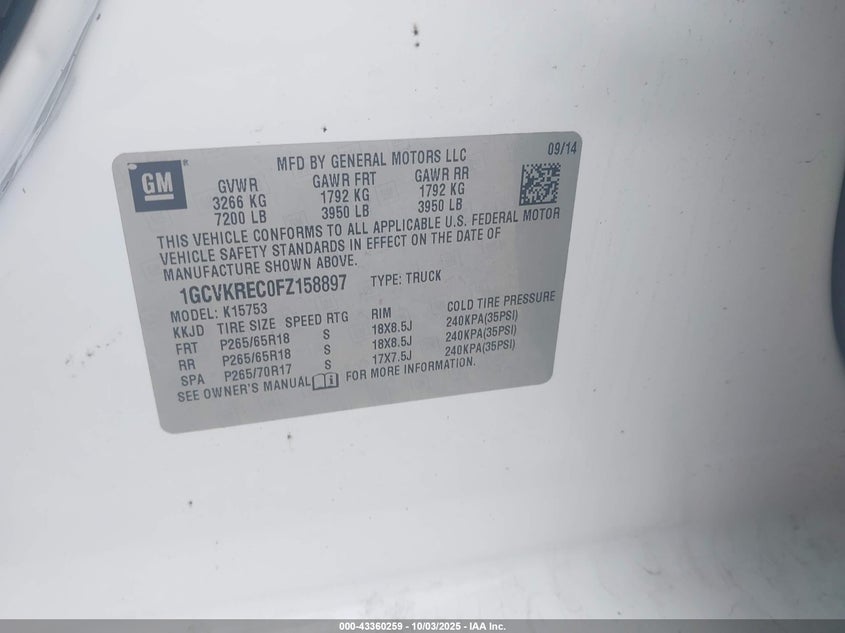 GM
®
MFD BY GENERAL MOTORS LLC
09/14
GVWR GAWR FRT GAWR RR
3266 KG 1792 KG 1792 KG
7200 LB 3950 LB 3950 LB
THIS VEHICLE CONFORMS TO ALL APPLICABLE U.S. FEDERAL MOTOR
VEHICLE SAFETY STANDARDS IN EFFECT ON THE DATE OF
MANUFACTURE SHOWN ABOVE.
1GCVKREC0FZ158897 TYPE: TRUCK
MODEL: K15753
KKJD TIRE SIZE SPEED RTG RIM COLD TIRE PRESSURE
FRT P265/65R18 S 18X8.5J 240KPA(35PSI)
RR P265/65R18 S 18X8.5J 240KPA(35PSI)
SPA P265/70R17 S 17X7.5J 240KPA(35PSI)
SEE OWNER'S MANUAL FOR MORE INFORMATION.
000-43360259 - 10/03/2025 - IAA Inc.